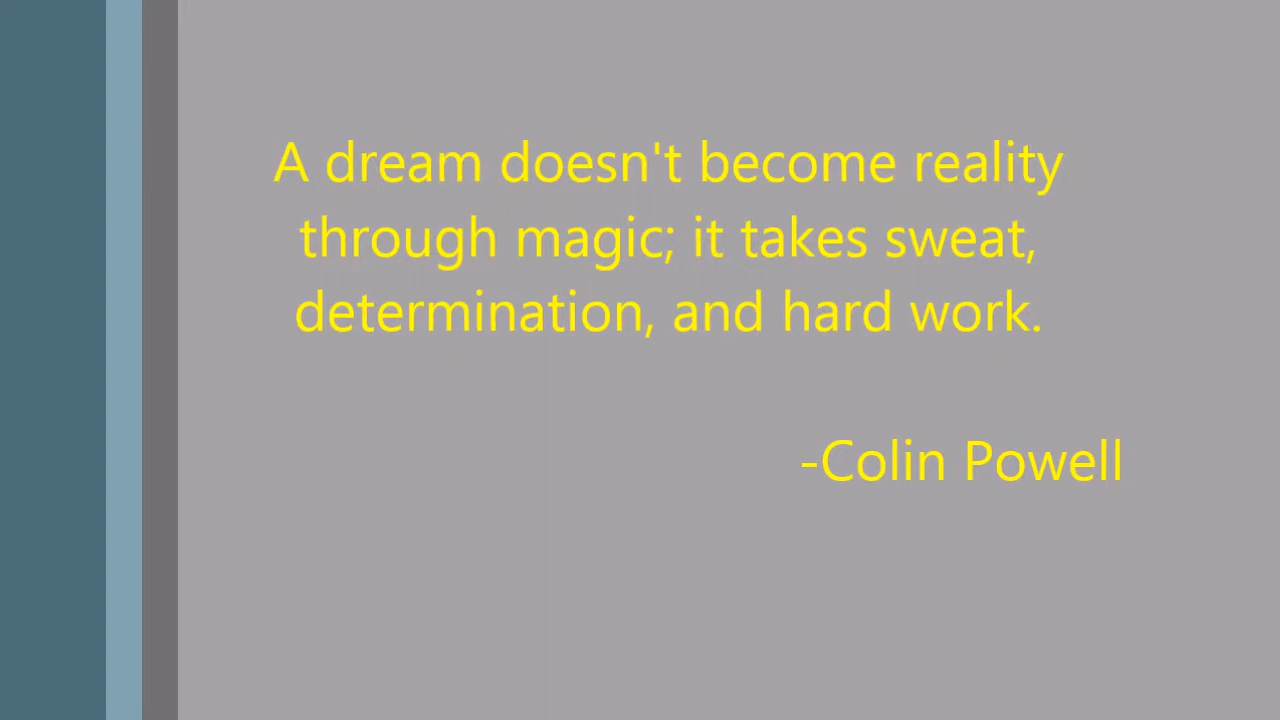 A dream doesn't become reality
through magic; it takes sweat,
determination, and hard work.
-Colin Powell